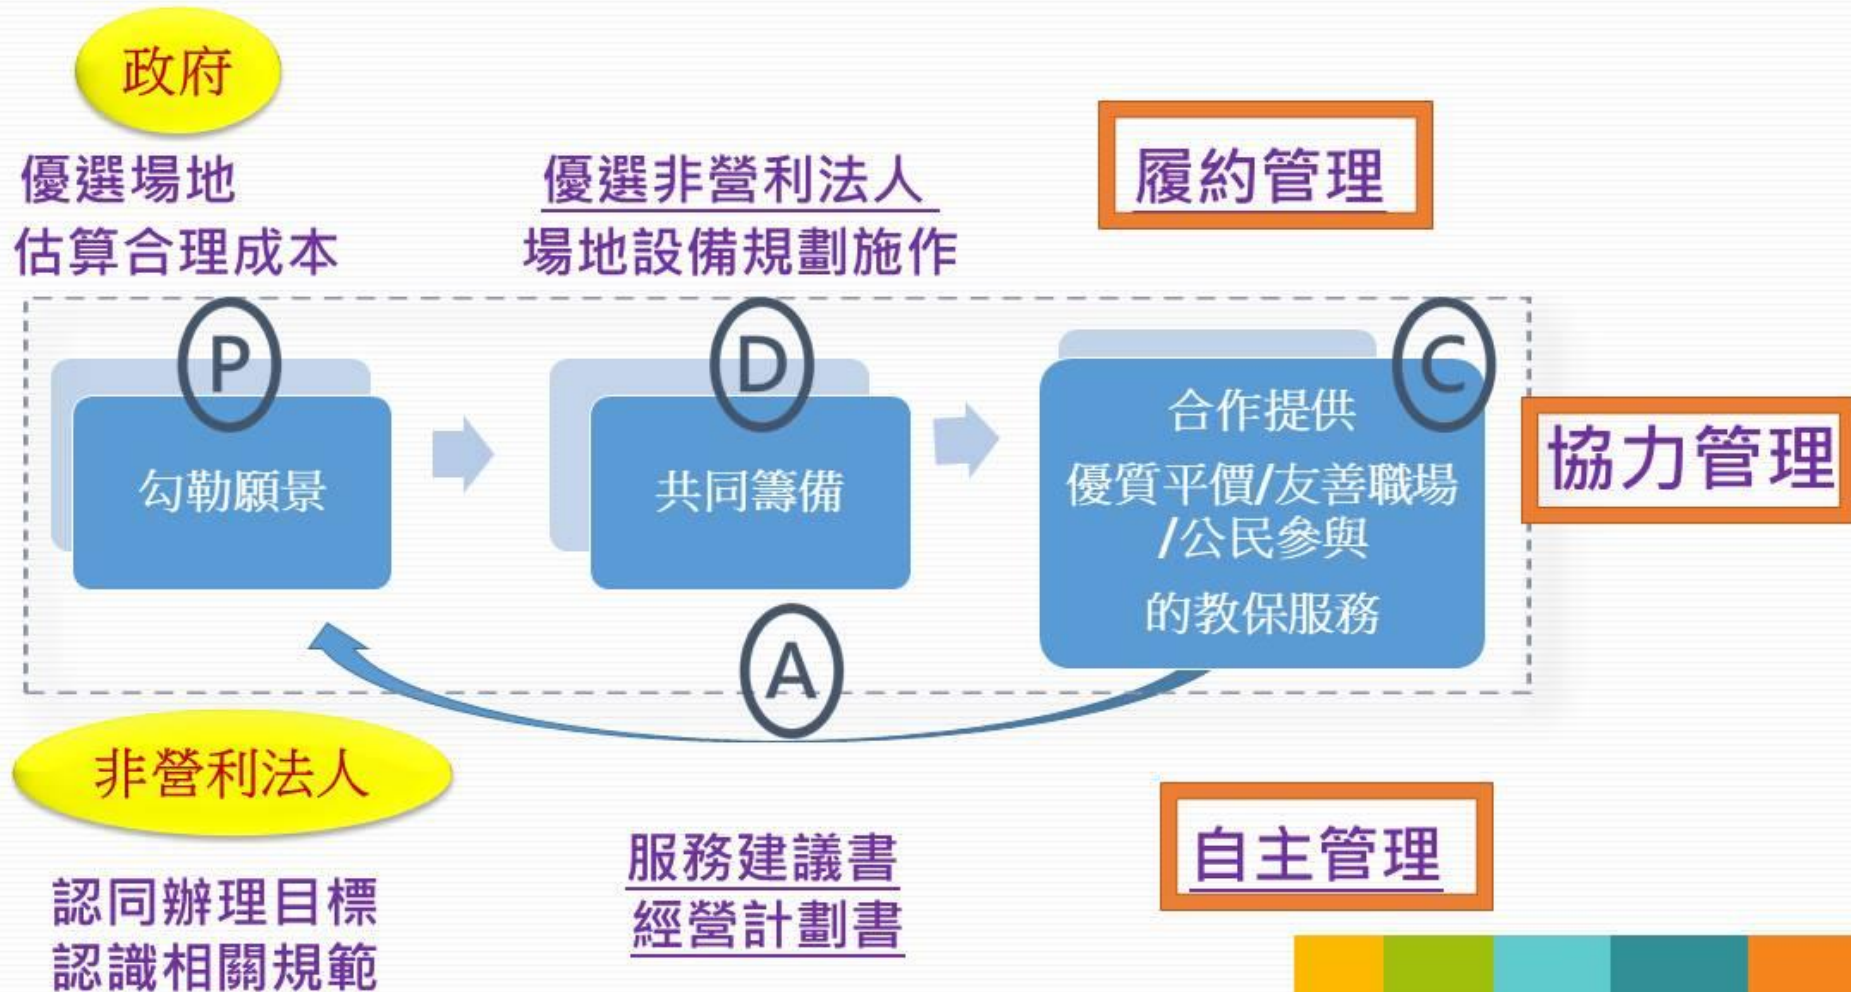 政府
優選場地
估算合理成本
優選非營利法人
場地設備規劃施作
履約管理
P
勾勒願景
D
共同籌備
C
合作提供
優質平價/友善職場
/公民參與
的教保服務
協力管理
A
非營利法人
認同辦理目標
認識相關規範
服務建議書
經營計劃書
自主管理